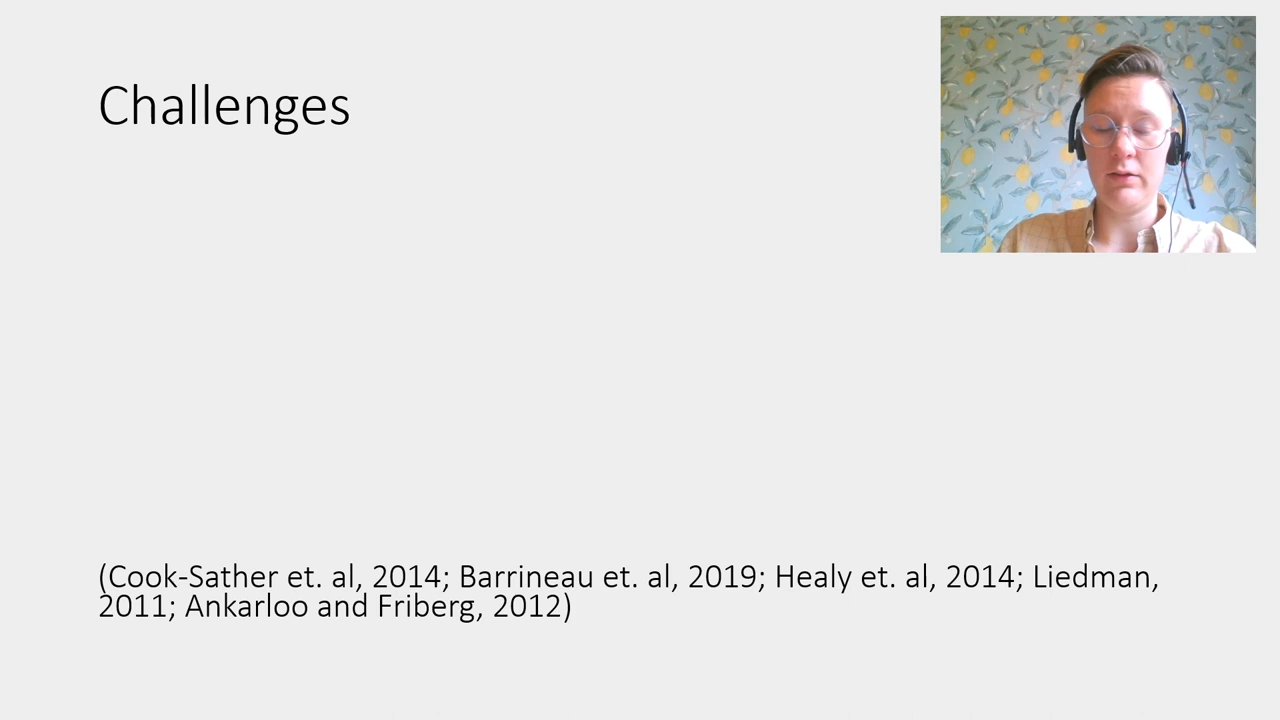 Challenges
(Cook-Sather et. al, 2014; Barrineau et. al, 2019; Healy et. al, 2014; Liedman,
2011; Ankarloo and Friberg, 2012)